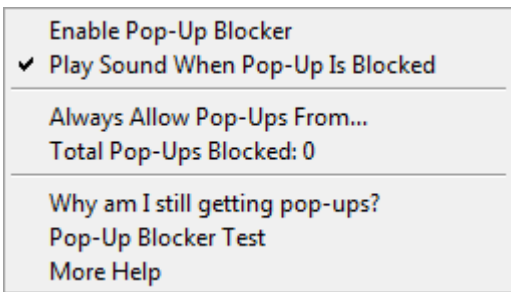 Enable Pop-Up Blocker
Play Sound When Pop-Up Is Blocked
Always Allow Pop-Ups From...
Total Pop-Ups Blocked: 0
Why am I still getting pop-ups?
Pop-Up Blocker Test
More Help